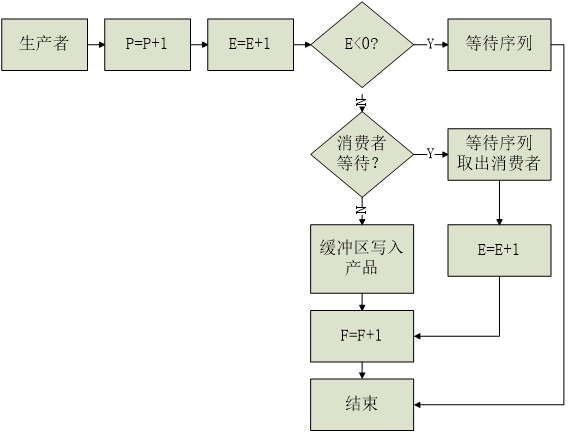 生产者
P=P+1
E=E+1
E<0?
Y
等待序列
N
消费者
等待？
Y
等待序列
取出消费者
N
缓冲区写入
产品
E=E+1
F=F+1
结束